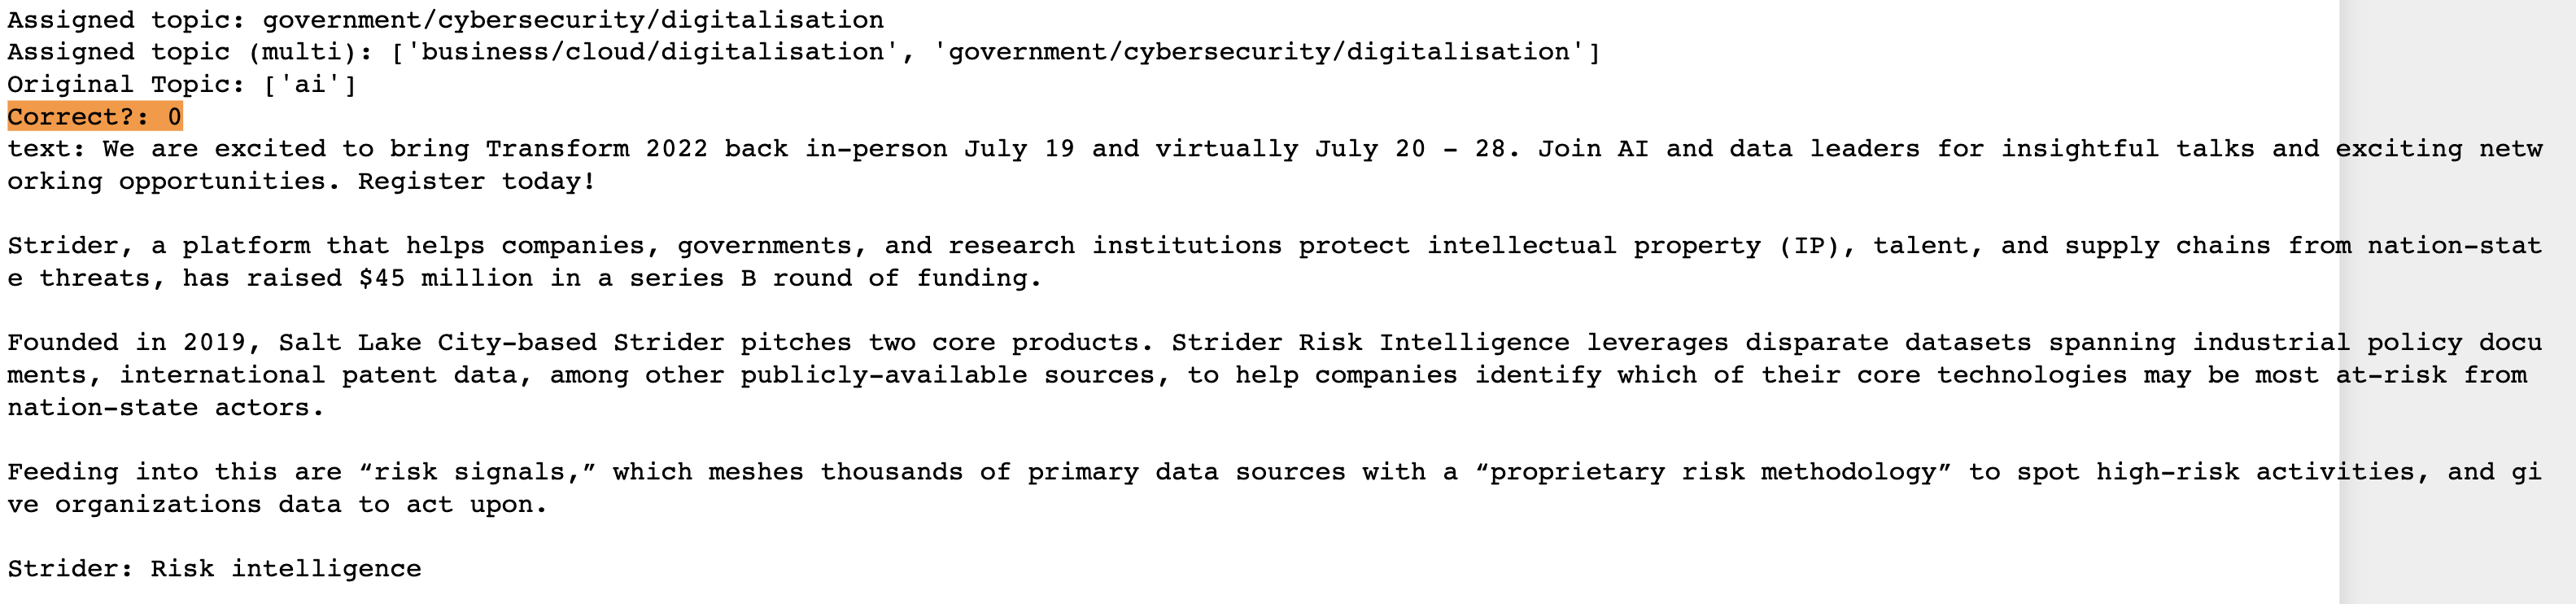 Assigned topic: government/cybersecurity/digitalisation
Assigned topic (multi): ['business/cloud/digitalisation', 'government/cybersecurity/digitalisation']
Original Topic: ['ai']
Correct?: 0
text: We are excited to bring Transform 2022 back in-person July 19 and virtually July 20 - 28. Join AI and data leaders for insightful talks and exciting netw
orking opportunities. Register today!
Strider, a platform that helps companies, governments, and research institutions protect intellectual property (IP), talent, and supply chains from nation-stat
e threats, has raised $45 million in a series B round of funding.
Founded in 2019, Salt Lake City-based Strider pitches two core products. Strider Risk Intelligence leverages disparate datasets spanning industrial policy docu
ments, international patent data, among other publicly-available sources, to help companies identify which of their core technologies may be most at-risk from
nation-state actors.
Feeding into this are “risk signals,” which meshes thousands of primary data sources with a “proprietary risk methodology” to spot high-risk activities, and gi
ve organizations data to act upon.
Strider: Risk intelligence